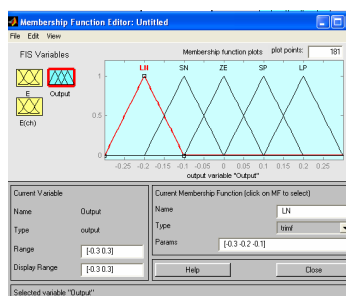 Membership Function Editor: Untitled
File Edit View
FIS Variables
E
Output
E(ch)
Membership function plots
plot points:
181
LN SN ZE SP LP
1
0.5
0
-0.25 -0.2 -0.15 -0.1 -0.05 0 0.05 0.1 0.15 0.2 0.25
output variable "Output"
Current Variable
Name Output
Type output
Range [-0.3 0.3]
Display Range [-0.3 0.3]
Current Membership Function (click on MF to select)
Name LN
Type trimf
Params [-0.3 -0.2 -0.1]
Help Close
Selected variable "Output"